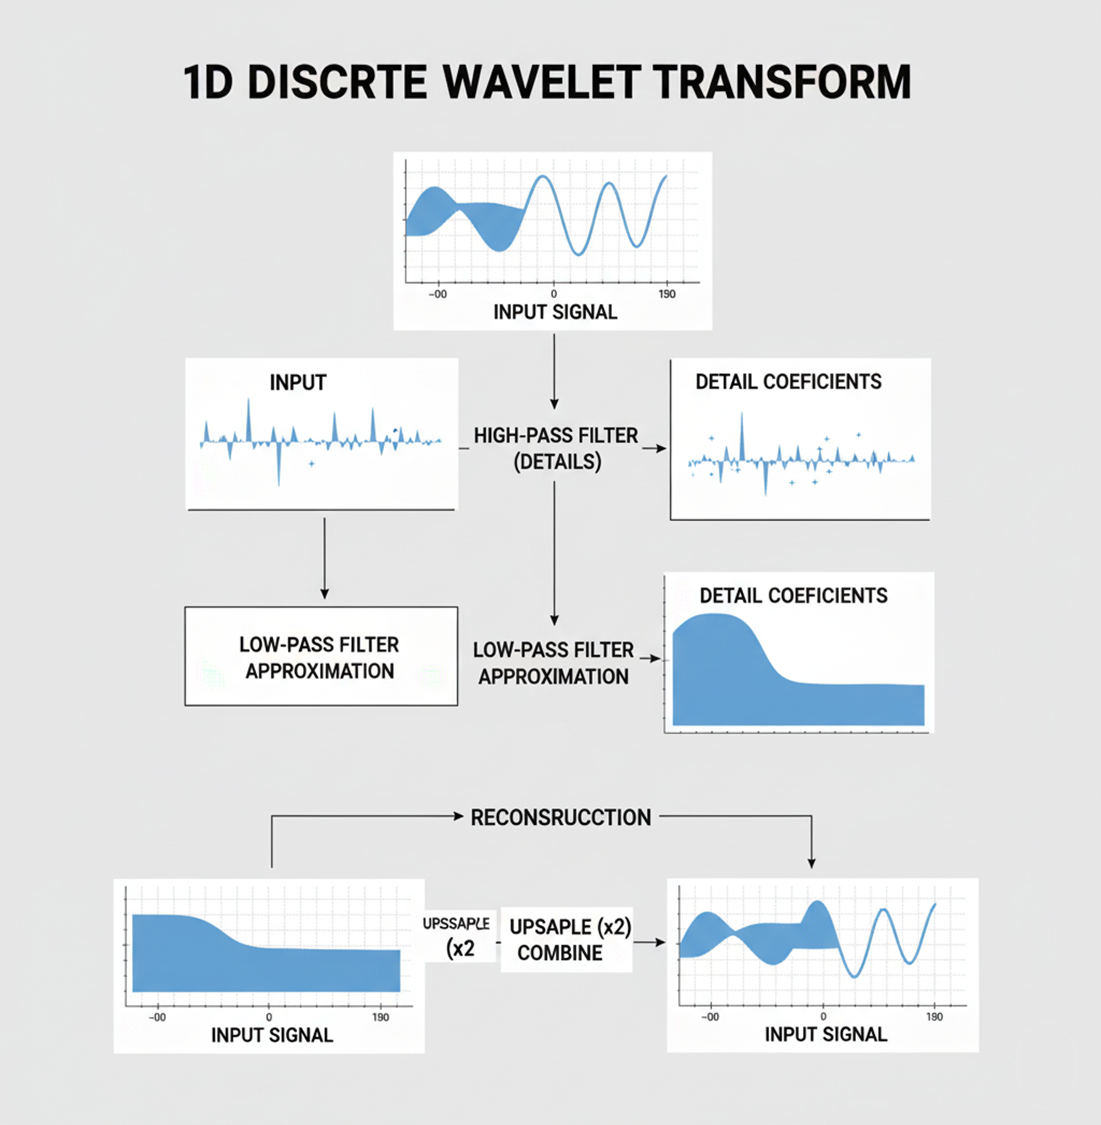 1D DISCRTE WAVELET TRANSFORM
–00 0 190
INPUT SIGNAL
INPUT
HIGH-PASS FILTER
(DETAILS)
DETAIL COEFICIENTS
LOW-PASS FILTER
APPROXIMATION
LOW-PASS FILTER
APPROXIMATION
DETAIL COEFICIENTS
RECONSRUCCTION
–00 0 190
INPUT SIGNAL
UPSSAPLE
(x2
UPSAPLE (x2)
COMBINE
–00 0 190
INPUT SIGNAL